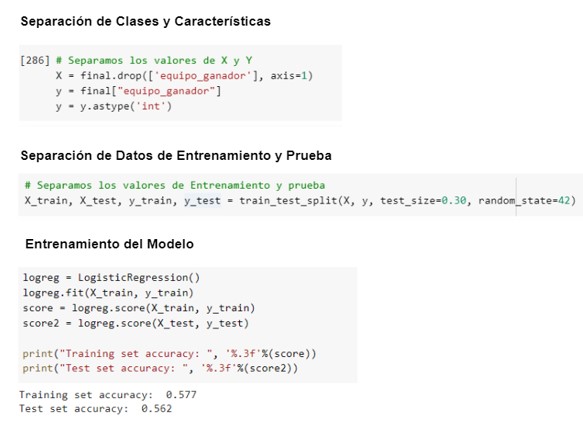 Separación de Clases y Características
[286] # Separamos los valores de X y Y
X = final.drop(['equipo_ganador'], axis=1)
y = final["equipo_ganador"]
y = y.astype('int')
Separación de Datos de Entrenamiento y Prueba
# Separamos los valores de Entrenamiento y prueba
X_train, X_test, y_train, y_test = train_test_split(X, y, test_size=0.30, random_state=42)
Entrenamiento del Modelo
logreg = LogisticRegression()
logreg.fit(X_train, y_train)
score = logreg.score(X_train, y_train)
score2 = logreg.score(X_test, y_test)
print("Training set accuracy: ", '%.3f'%(score))
print("Test set accuracy: ", '%.3f'%(score2))
Training set accuracy:  0.577
Test set accuracy:  0.562